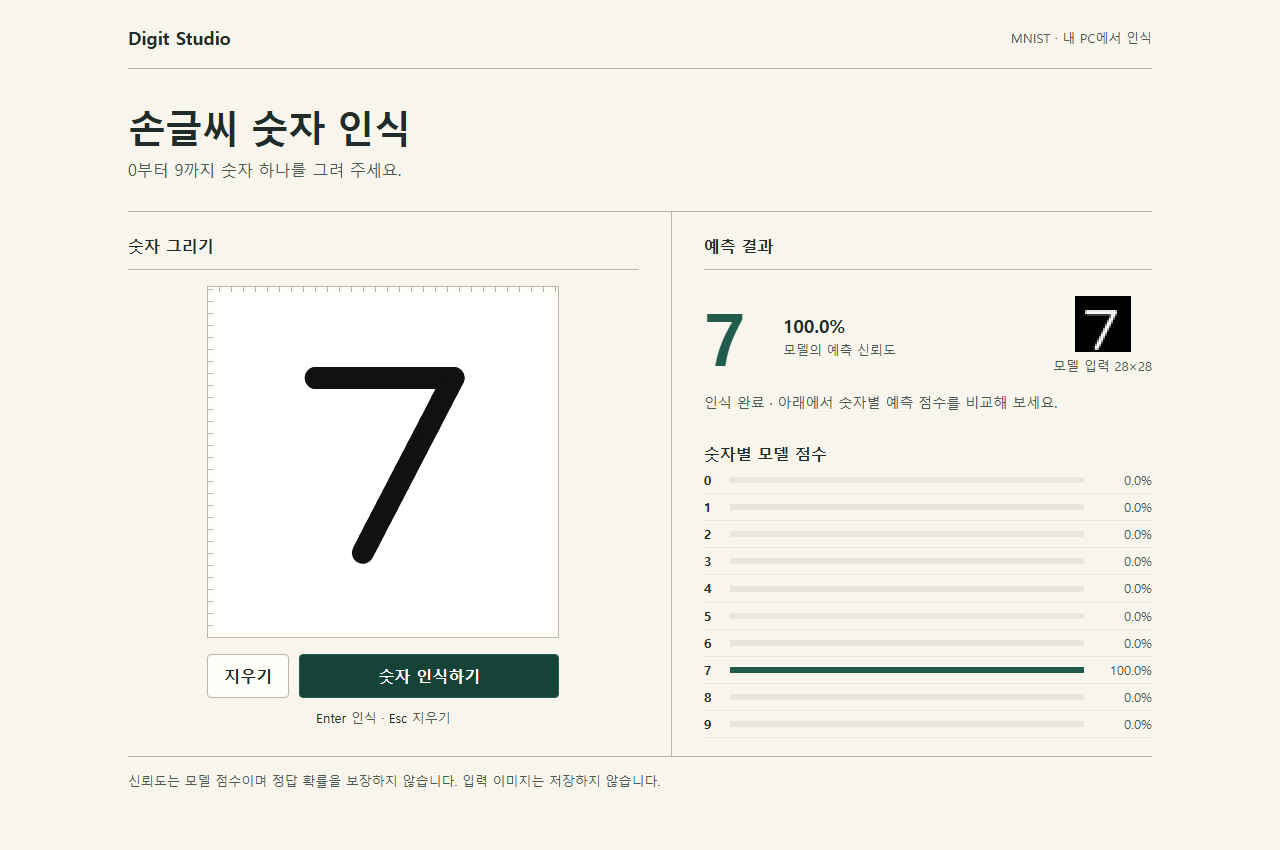 Digit Studio
MNIST · 내 PC에서 인식
손글씨 숫자 인식
0부터 9까지 숫자 하나를 그려 주세요.
숫자 그리기
7
지우기
숫자 인식하기
Enter 인식 · Esc 지우기
예측 결과
7
100.0%
모델의 예측 신뢰도
7
모델 입력 28×28
인식 완료 · 아래에서 숫자별 예측 점수를 비교해 보세요.
숫자별 모델 점수
0 0.0%
1 0.0%
2 0.0%
3 0.0%
4 0.0%
5 0.0%
6 0.0%
7 100.0%
8 0.0%
9 0.0%
신뢰도는 모델 점수이며 정답 확률을 보장하지 않습니다. 입력 이미지는 저장하지 않습니다.